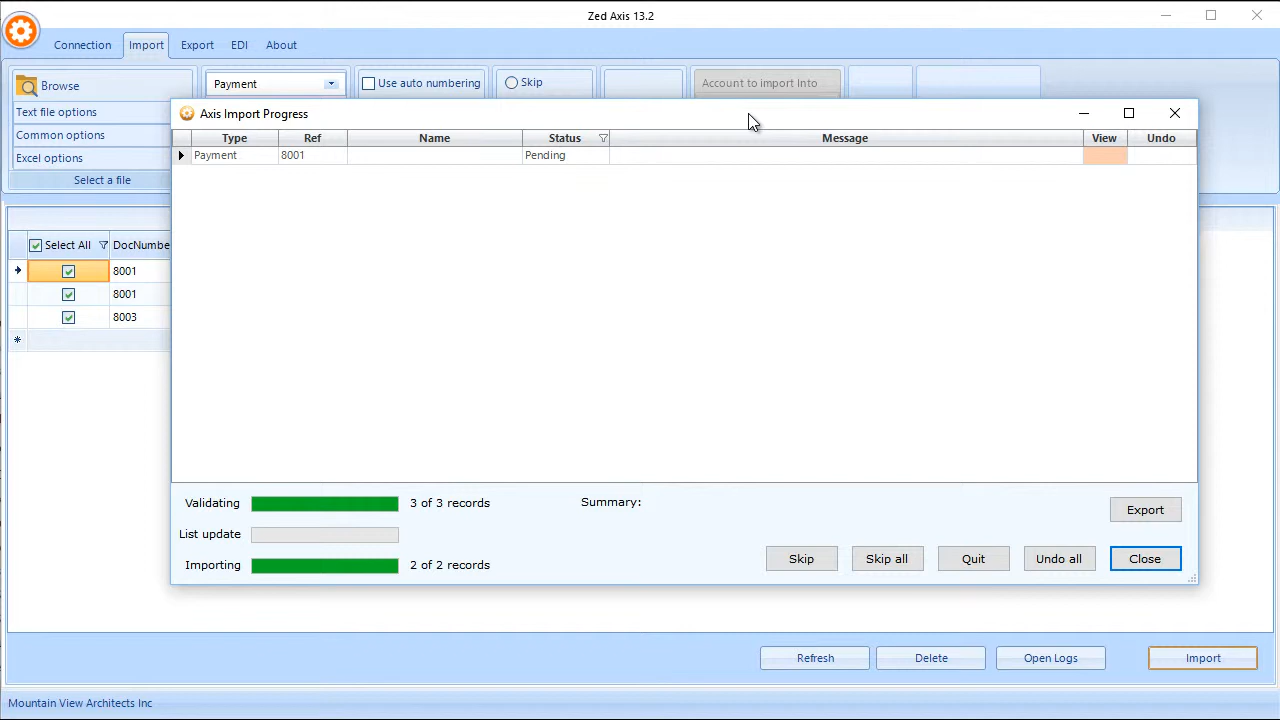 Zed Axis 13.2
Connection Import Export EDI About
Browse
Text file options
Common options
Excel options
Select a file
Payment
Use auto numbering
Skip
Account to import Into
Axis Import Progress
Type Ref Name Status Message View Undo
Payment 8001 Pending
Select All DocNumbe
8001
8001
8003
Validating 3 of 3 records Summary:
List update
Importing 2 of 2 records
Export
Skip Skip all Quit Undo all Close
Refresh Delete Open Logs Import
Mountain View Architects Inc